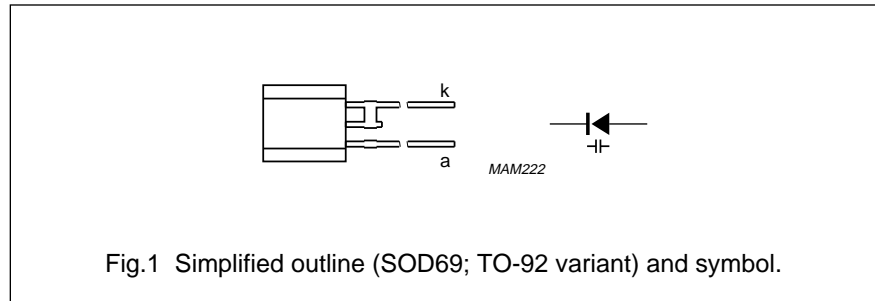 k
a
MAM222
Fig.1 Simplified outline (SOD69; TO-92 variant) and symbol.